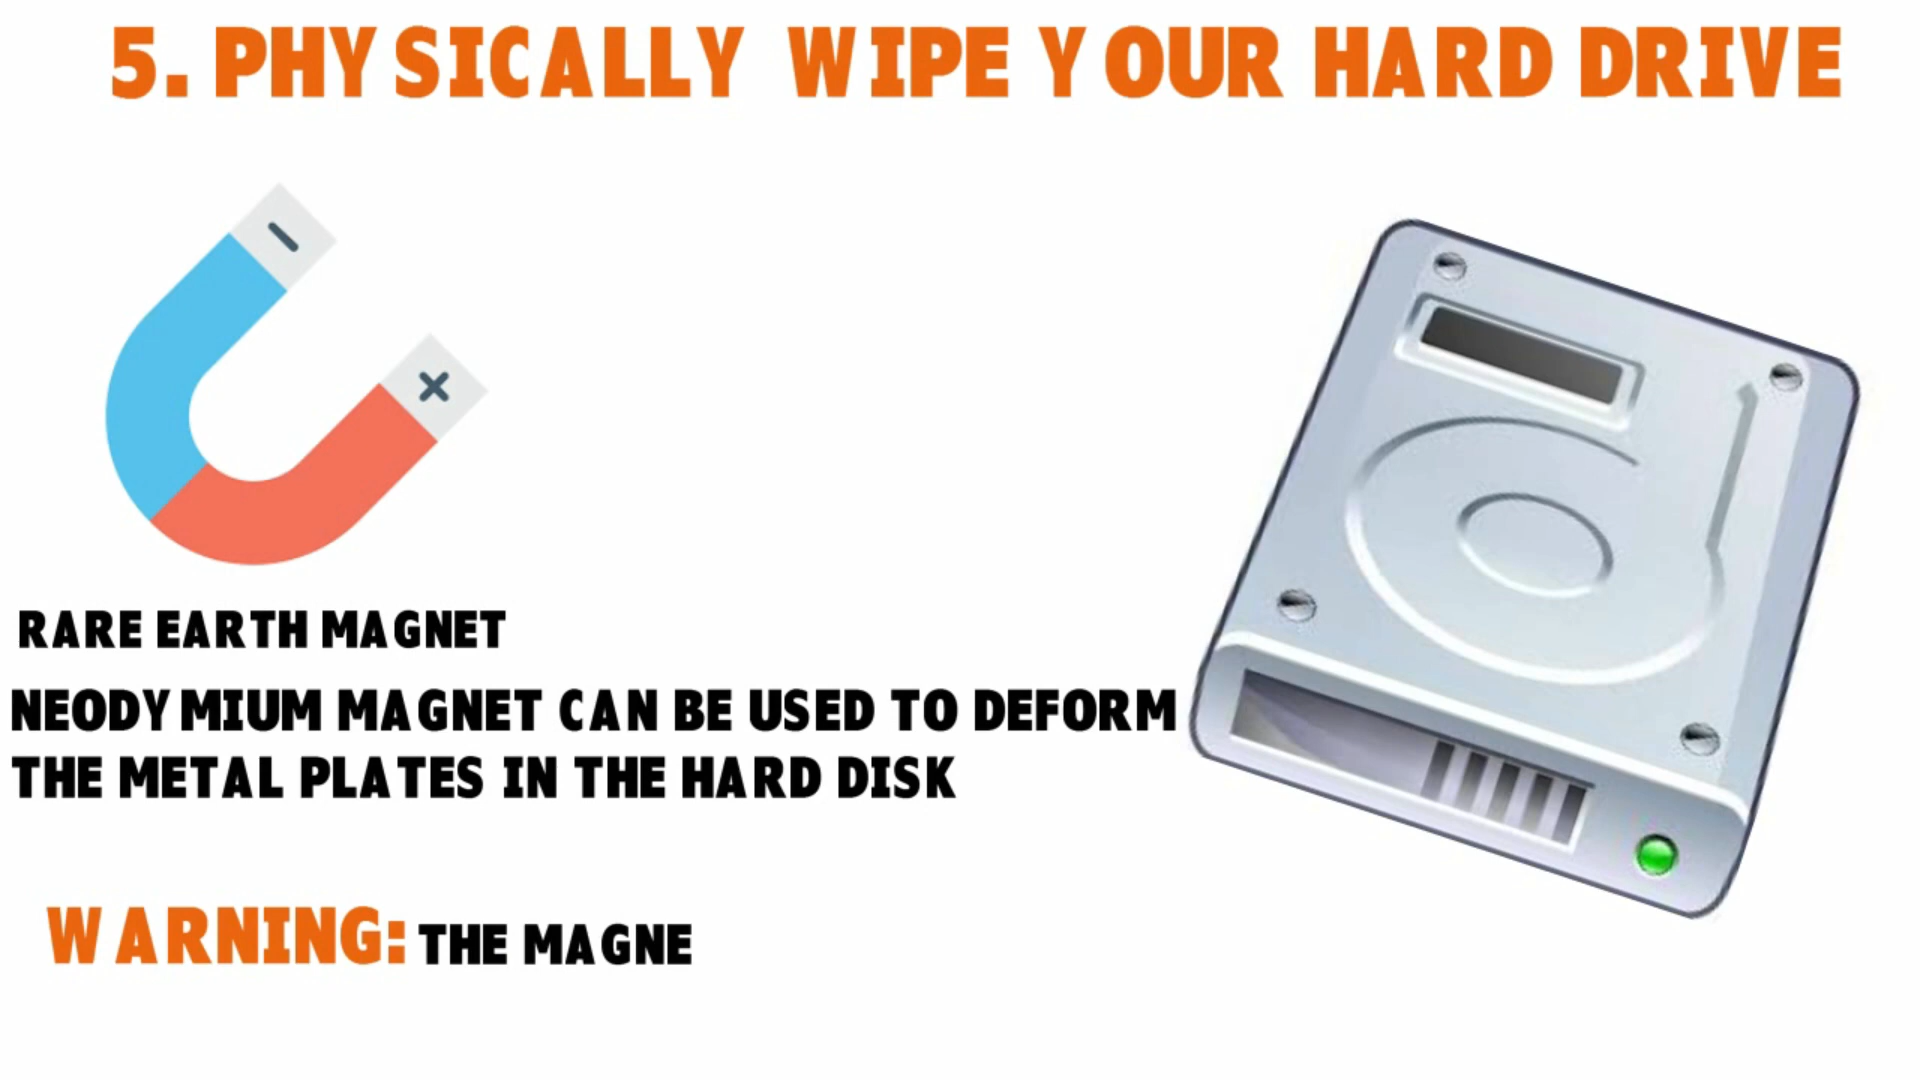 5. PHYSICALLY WIPE YOUR HARD DRIVE
RARE EARTH MAGNET
NEODYMIUM MAGNET CAN BE USED TO DEFORM
THE METAL PLATES IN THE HARD DISK
WARNING: THE MAGNE